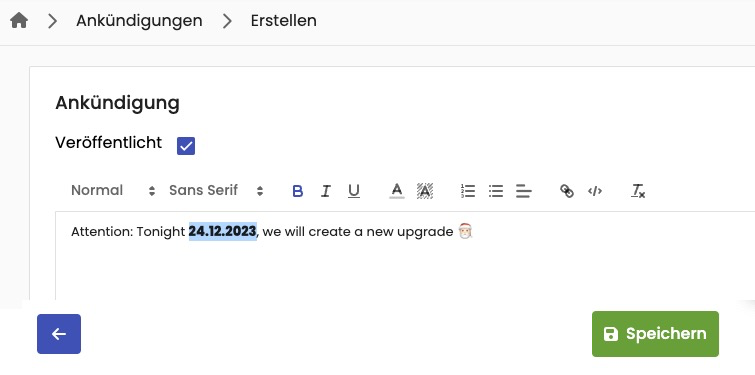 Ankündigungen Erstellen
Ankündigung
Veröffentlicht
Normal Sans Serif B I U A A
Attention: Tonight 24.12.2023, we will create a new upgrade 🎅
Speichern